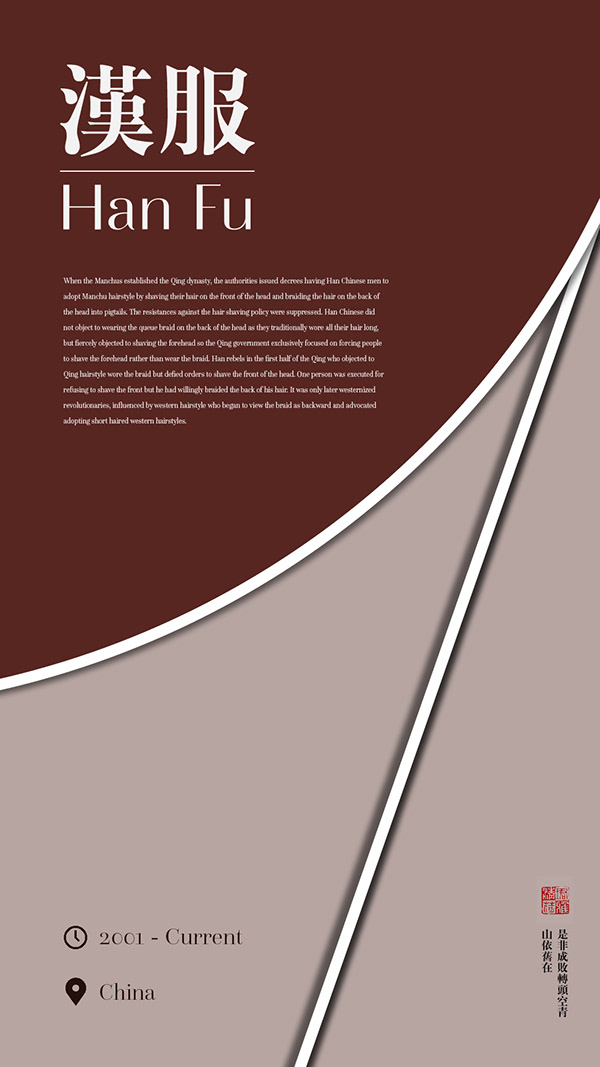 漢服
Han Fu
When the Manchus established the Qing dynasty, the authorities issued decrees having Han Chinese men to
adopt Manchu hairstyle by shaving their hair on the front of the head and braiding the hair on the back of
the head into pigtails. The resistances against the hair shaving policy were suppressed. Han Chinese did
not object to wearing the queue braid on the back of the head as they traditionally wore all their hair long,
but fiercely objected to shaving the forehead so the Qing government exclusively focused on forcing people
to shave the forehead rather than wear the braid. Han rebels in the first half of the Qing who objected to
Qing hairstyle wore the braid but defied orders to shave the front of the head. One person was executed for
refusing to shave the front but he had willingly braided the back of his hair. It was only later westernized
revolutionaries, influenced by western hairstyle who began to view the braid as backward and advocated
adopting short haired western hairstyles.
2001 - Current
China
是非成敗轉頭空青
山依舊在